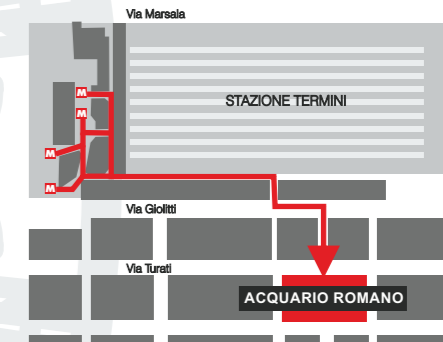 Via Marsala
M
STAZIONE TERMINI
M
M
M
Via Giolitti
Via Turati
ACQUARIO ROMANO